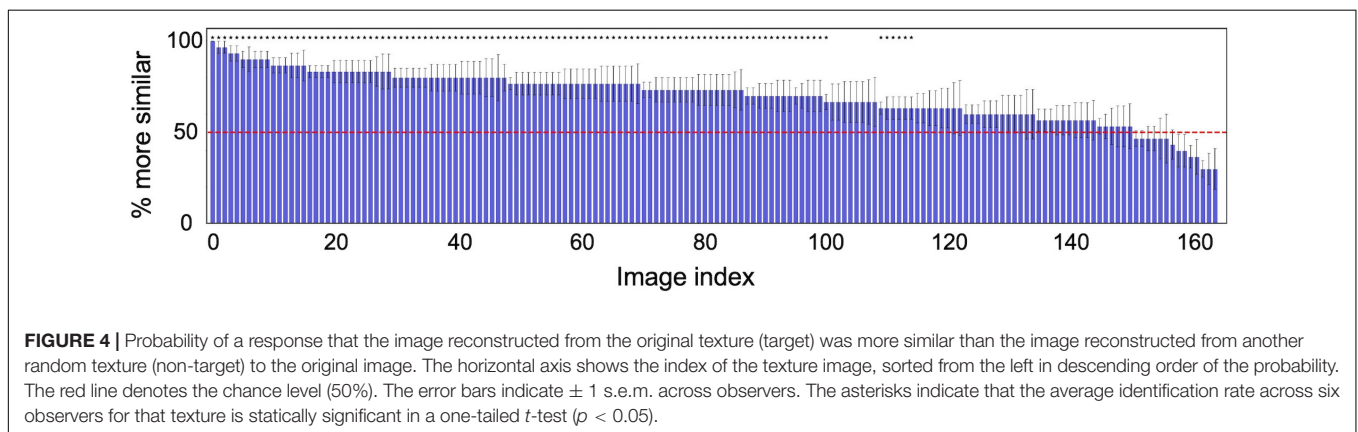 100
50
0
% more similar
0 20 40 60 80 100 120 140 160
Image index
FIGURE 4 | Probability of a response that the image reconstructed from the original texture (target) was more similar than the image reconstructed from another
random texture (non-target) to the original image. The horizontal axis shows the index of the texture image, sorted from the left in descending order of the probability.
The red line denotes the chance level (50%). The error bars indicate ± 1 s.e.m. across observers. The asterisks indicate that the average identification rate across six
observers for that texture is statically significant in a one-tailed t-test (p < 0.05).